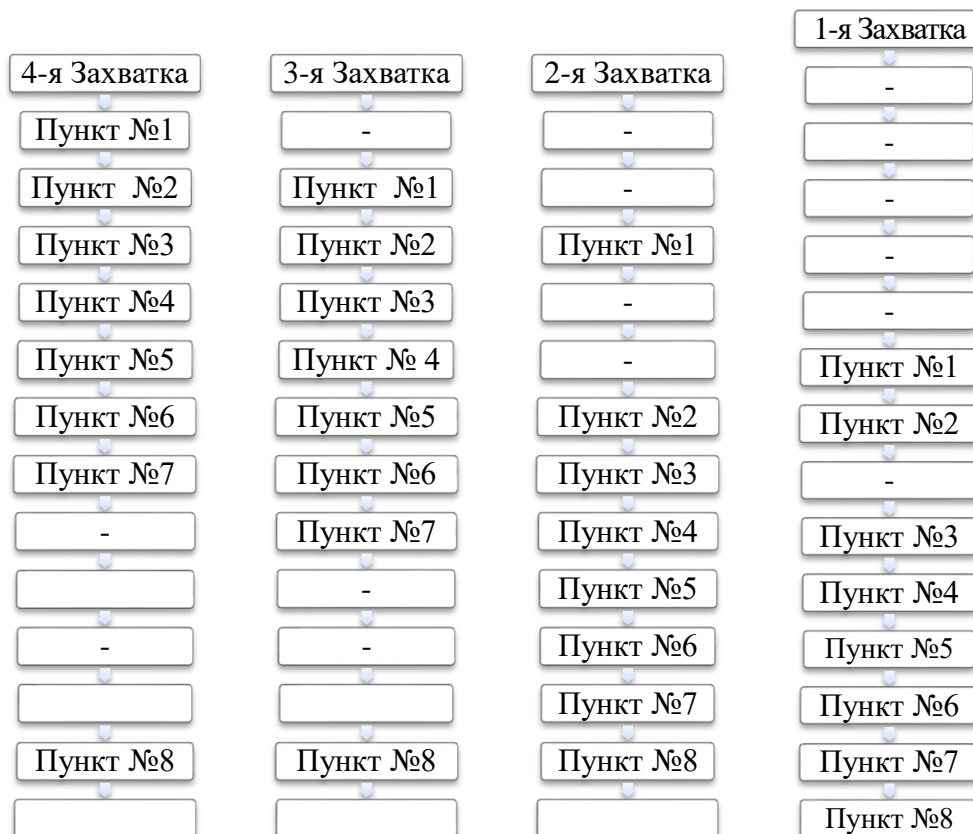 4-я Захватка
Пункт №1
Пункт №2
Пункт №3
Пункт №4
Пункт №5
Пункт №6
Пункт №7
-
-
Пункт №8
3-я Захватка
-
Пункт №1
Пункт №2
Пункт №3
Пункт № 4
Пункт №5
Пункт №6
Пункт №7
-
-
Пункт №8
2-я Захватка
-
-
Пункт №1
-
-
Пункт №2
Пункт №3
Пункт №4
Пункт №5
Пункт №6
Пункт №7
Пункт №8
1-я Захватка
-
-
-
-
-
Пункт №1
Пункт №2
-
Пункт №3
Пункт №4
Пункт №5
Пункт №6
Пункт №7
Пункт №8